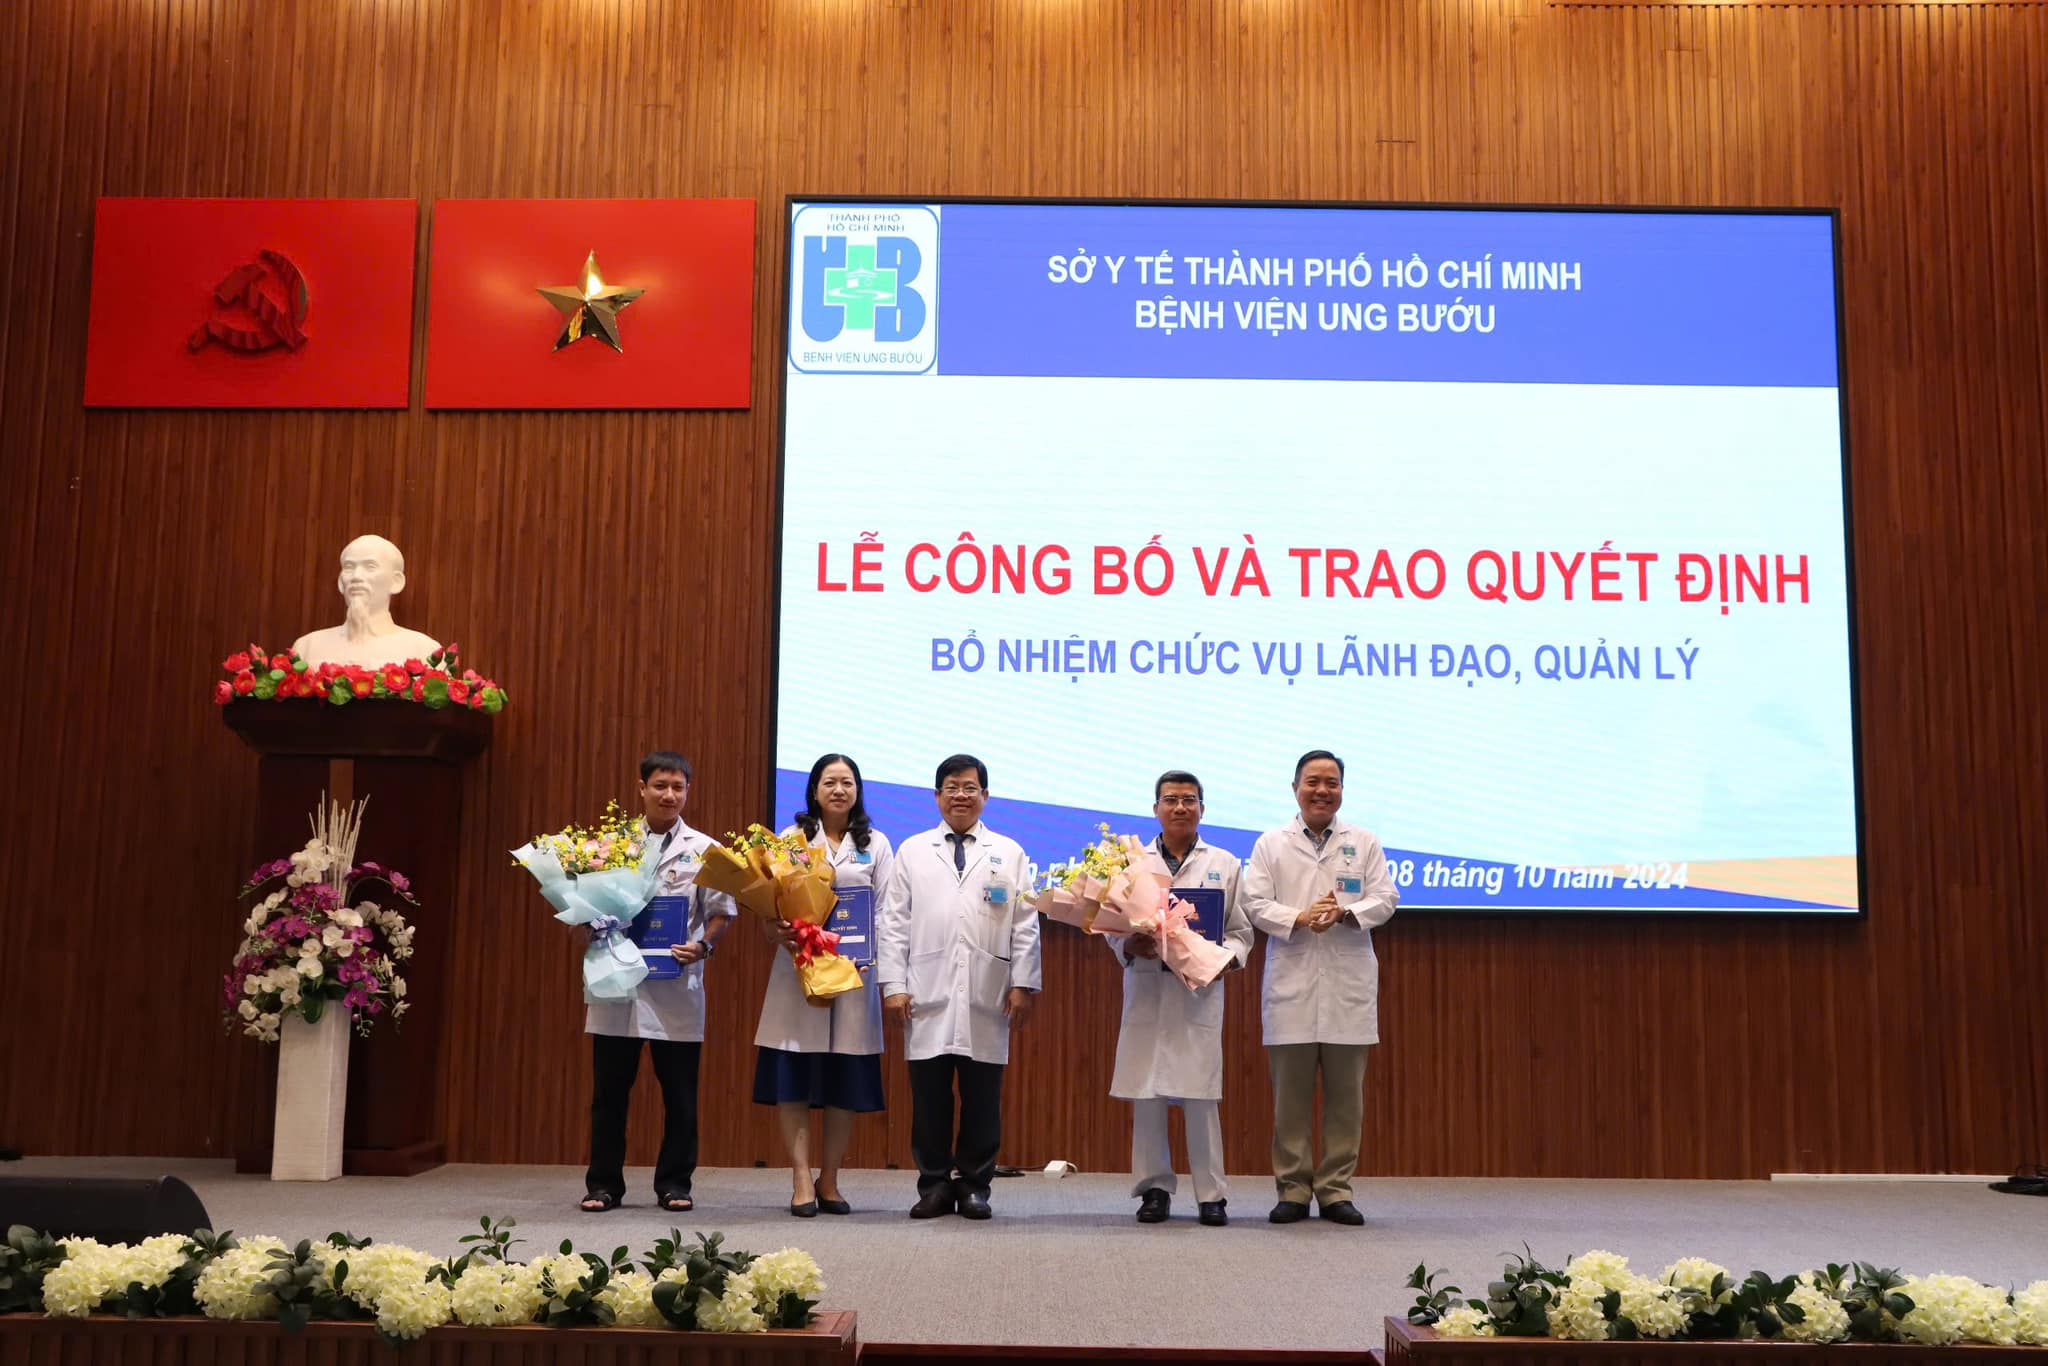 THÀNH PHỐ
HỒ CHÍ MINH
BỆNH VIỆN UNG BƯỚU
SỞ Y TẾ THÀNH PHỐ HỒ CHÍ MINH
BỆNH VIỆN UNG BƯỚU
LỄ CÔNG BỐ VÀ TRAO QUYẾT ĐỊNH
BỔ NHIỆM CHỨC VỤ LÃNH ĐẠO, QUẢN LÝ
08 tháng 10 năm 2024
QUYẾT ĐỊNH